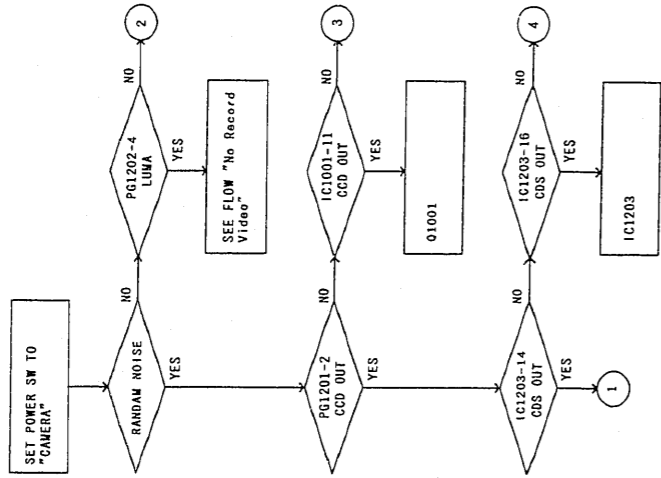 SET POWER SW TO
"CAMERA"
RANDAM NOISE
NO
PG1202-4
LUMA
NO
2
YES
YES
SEE FLOW "No Record
Video"
PG1201-2
CCD OUT
NO
IC1001-11
CCD OUT
NO
3
YES
YES
Q1001
IC1203-14
CDS OUT
NO
IC1203-16
CDS OUT
NO
4
YES
YES
1
IC1203